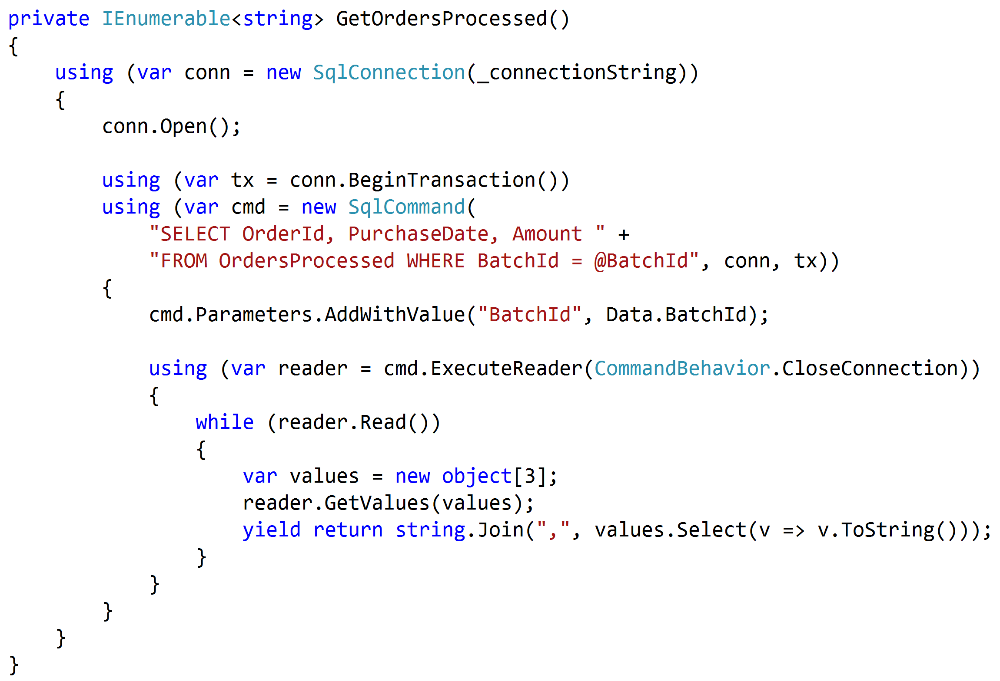 private IEnumerable<string> GetOrdersProcessed()
{
    using (var conn = new SqlConnection(_connectionString))
    {
        conn.Open();

        using (var tx = conn.BeginTransaction())
        using (var cmd = new SqlCommand(
            "SELECT OrderId, PurchaseDate, Amount " +
            "FROM OrdersProcessed WHERE BatchId = @BatchId", conn, tx))
        {
            cmd.Parameters.AddWithValue("BatchId", Data.BatchId);

            using (var reader = cmd.ExecuteReader(CommandBehavior.CloseConnection))
            {
                while (reader.Read())
                {
                    var values = new object[3];
                    reader.GetValues(values);
                    yield return string.Join(",", values.Select(v => v.ToString()));
                }
            }
        }
    }
}